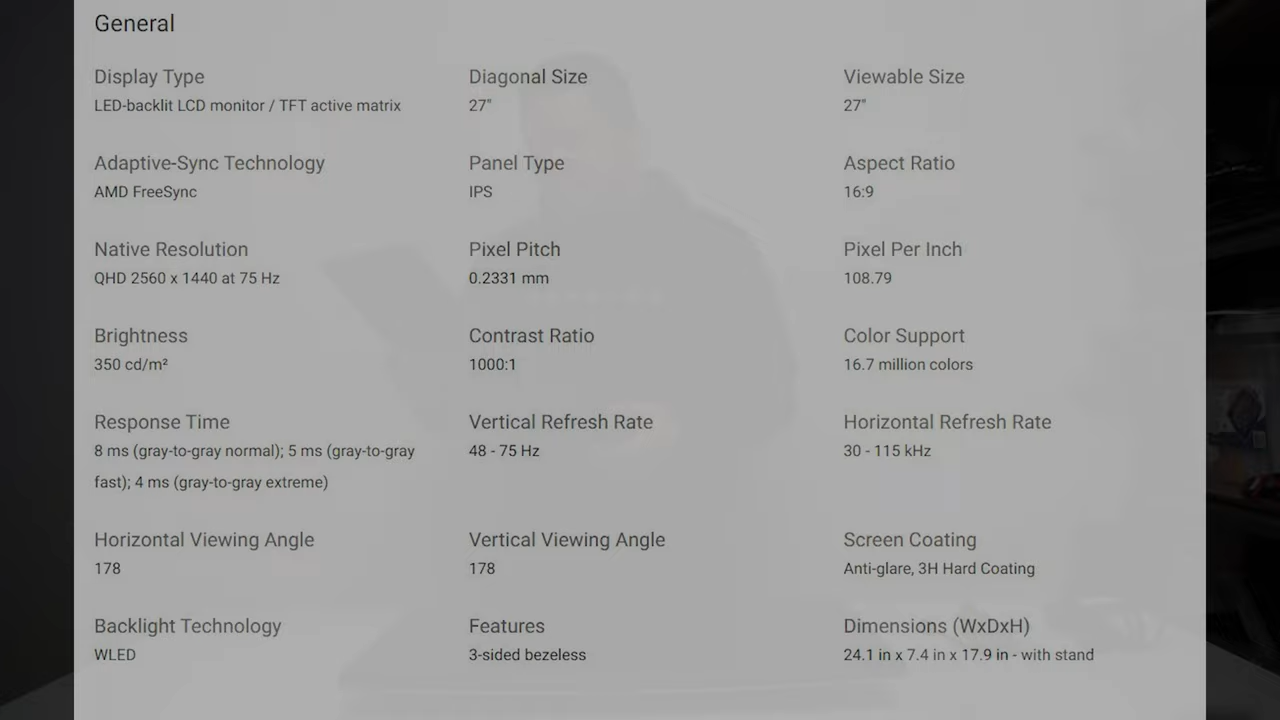 General
Display Type
LED-backlit LCD monitor / TFT active matrix
Diagonal Size
27"
Viewable Size
27"
Adaptive-Sync Technology
AMD FreeSync
Panel Type
IPS
Aspect Ratio
16:9
Native Resolution
QHD 2560 x 1440 at 75 Hz
Pixel Pitch
0.2331 mm
Pixel Per Inch
108.79
Brightness
350 cd/m²
Contrast Ratio
1000:1
Color Support
16.7 million colors
Response Time
8 ms (gray-to-gray normal); 5 ms (gray-to-gray
fast); 4 ms (gray-to-gray extreme)
Vertical Refresh Rate
48 - 75 Hz
Horizontal Refresh Rate
30 - 115 kHz
Horizontal Viewing Angle
178
Vertical Viewing Angle
178
Screen Coating
Anti-glare, 3H Hard Coating
Backlight Technology
WLED
Features
3-sided bezeless
Dimensions (WxDxH)
24.1 in x 7.4 in x 17.9 in - with stand